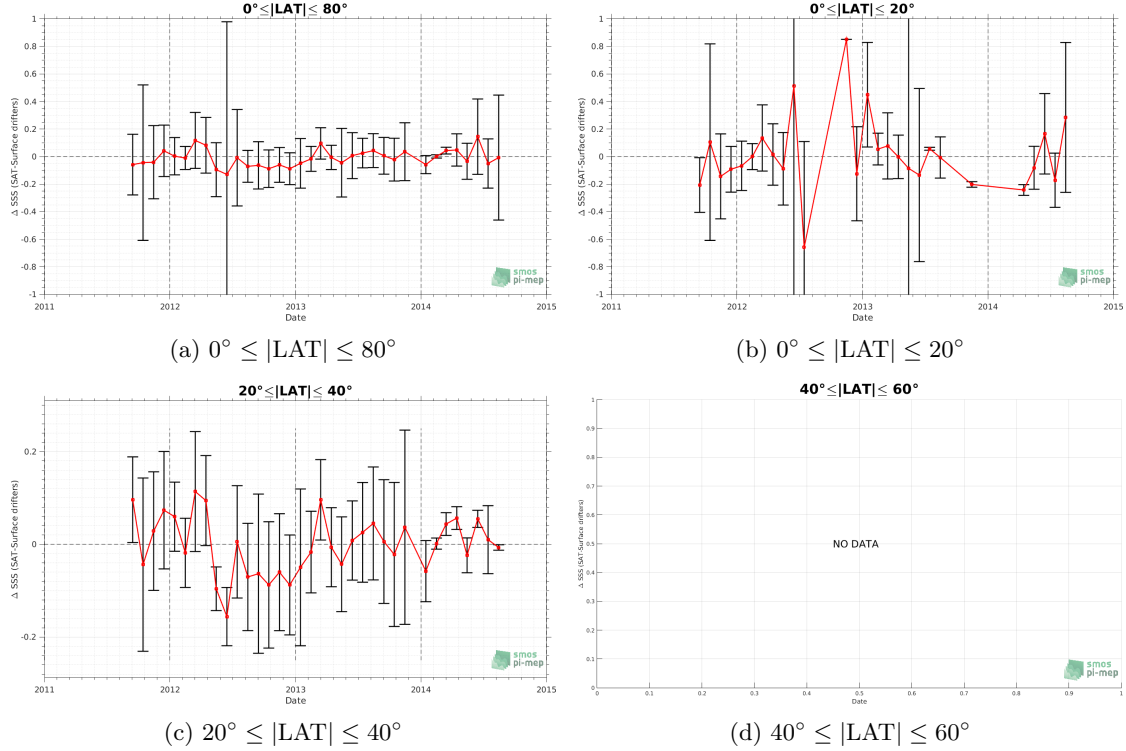 0°≤|LAT|≤ 80°
1
0.8
0.6
0.4
0.2
0
-0.2
-0.4
-0.6
-0.8
-1
Δ SSS (SAT-Surface drifters)
2011
2012
2013
2014
2015
Date
smos
pi-mep
(a) 0° ≤ |LAT| ≤ 80°
0°≤|LAT|≤ 20°
1
0.8
0.6
0.4
0.2
0
-0.2
-0.4
-0.6
-0.8
-1
Δ SSS (SAT-Surface drifters)
2011
2012
2013
2014
2015
Date
smos
pi-mep
(b) 0° ≤ |LAT| ≤ 20°
20°≤|LAT|≤ 40°
0.2
0
-0.2
Δ SSS (SAT-Surface drifters)
2011
2012
2013
2014
2015
Date
smos
pi-mep
(c) 20° ≤ |LAT| ≤ 40°
40°≤|LAT|≤ 60°
1
0.9
0.8
0.7
0.6
0.5
0.4
0.3
0.2
0.1
0
Δ SSS (SAT-Surface drifters)
NO DATA
0
0.1
0.2
0.3
0.4
0.5
0.6
0.7
0.8
0.9
1
Date
smos
pi-mep
(d) 40° ≤ |LAT| ≤ 60°